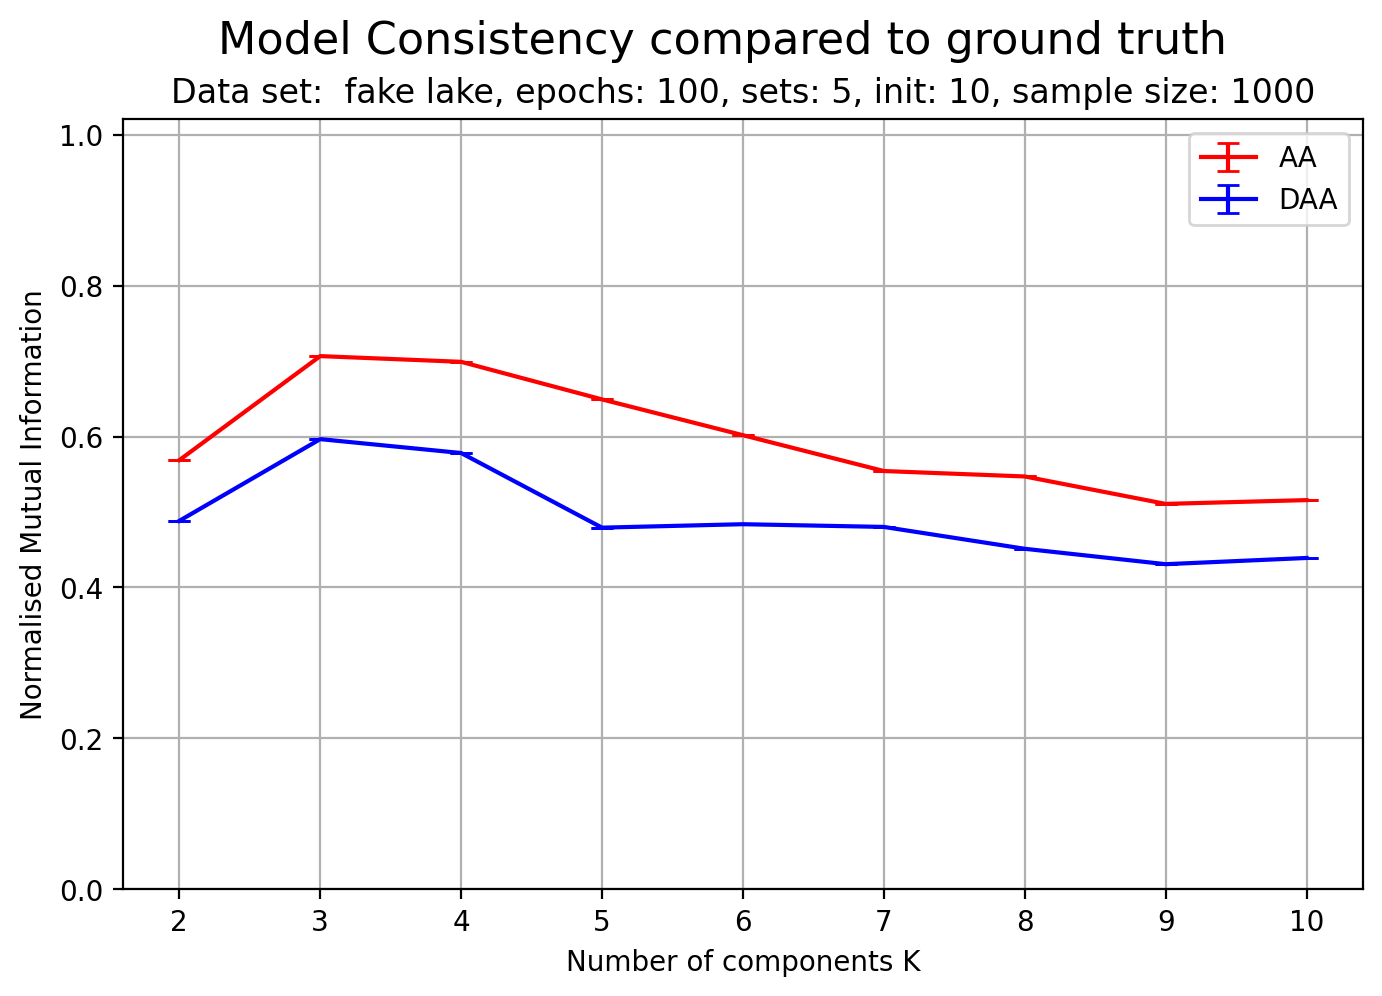 Model Consistency compared to ground truth
Data set:  fake lake, epochs: 100, sets: 5, init: 10, sample size: 1000
AA
DAA
Normalised Mutual Information
1.0
0.8
0.6
0.4
0.2
0.0
2 3 4 5 6 7 8 9 10
Number of components K